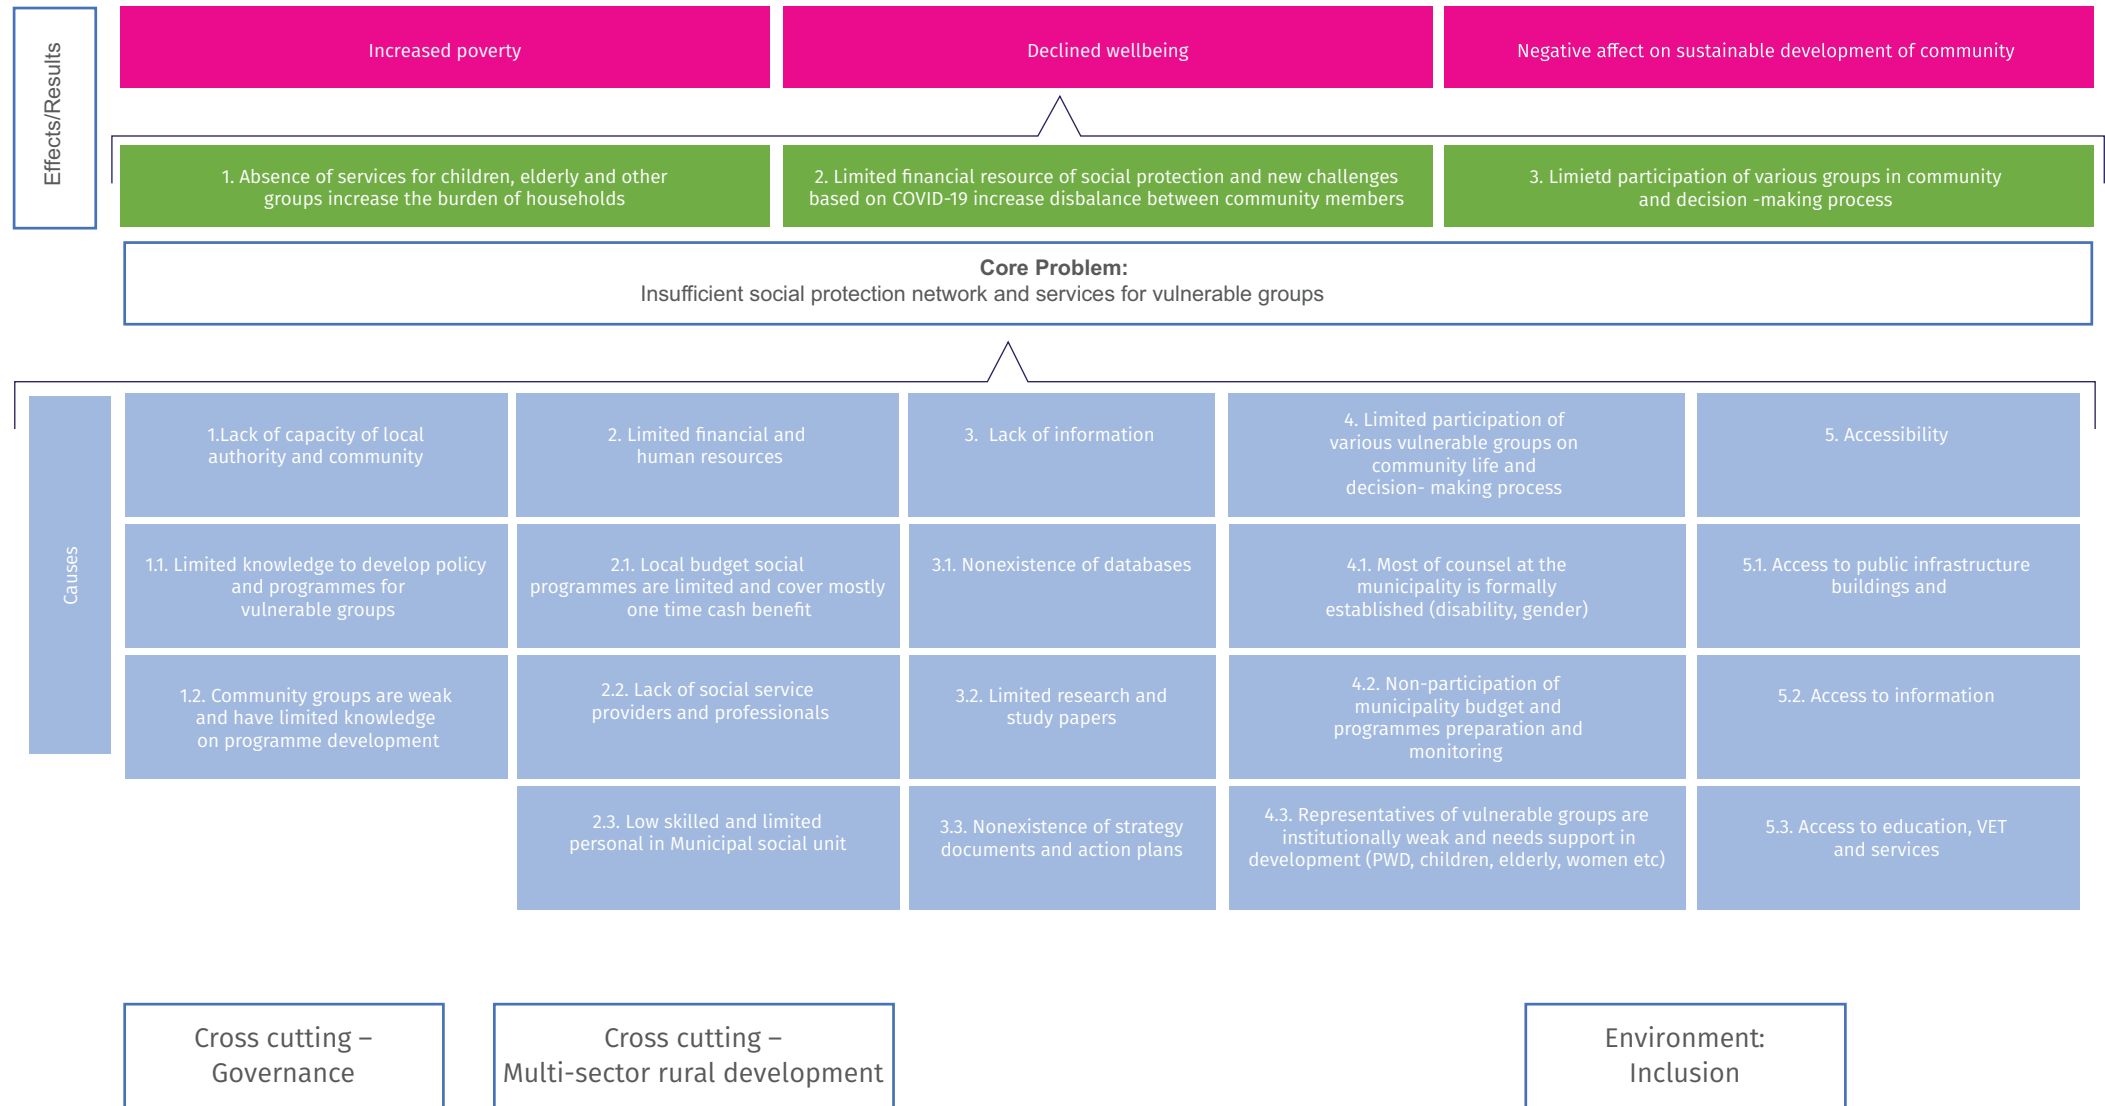 Effects/Results
Increased poverty
Declined wellbeing
Negative affect on sustainable development of community
1. Absence of services for children, elderly and other
groups increase the burden of households
2. Limited financial resource of social protection and new challenges
based on COVID-19 increase disbalance between community members
3. Limietd participation of various groups in community
and decision -making process
Core Problem:
Insufficient social protection network and services for vulnerable groups
Causes
1.Lack of capacity of local
authority and community
2. Limited financial and
human resources
3. Lack of information
4. Limited participation of
various vulnerable groups on
community life and
decision- making process
5. Accessibility
1.1. Limited knowledge to develop policy
and programmes for
vulnerable groups
2.1. Local budget social
programmes are limited and cover mostly
one time cash benefit
3.1. Nonexistence of databases
4.1. Most of counsel at the
municipality is formally
established (disability, gender)
5.1. Access to public infrastructure
buildings and
1.2. Community groups are weak
and have limited knowledge
on programme development
2.2. Lack of social service
providers and professionals
3.2. Limited research and
study papers
4.2. Non-participation of
municipality budget and
programmes preparation and
monitoring
5.2. Access to information
2.3. Low skilled and limited
personal in Municipal social unit
3.3. Nonexistence of strategy
documents and action plans
4.3. Representatives of vulnerable groups are
institutionally weak and needs support in
development (PWD, children, elderly, women etc)
5.3. Access to education, VET
and services
Cross cutting –
Governance
Cross cutting –
Multi-sector rural development
Environment:
Inclusion